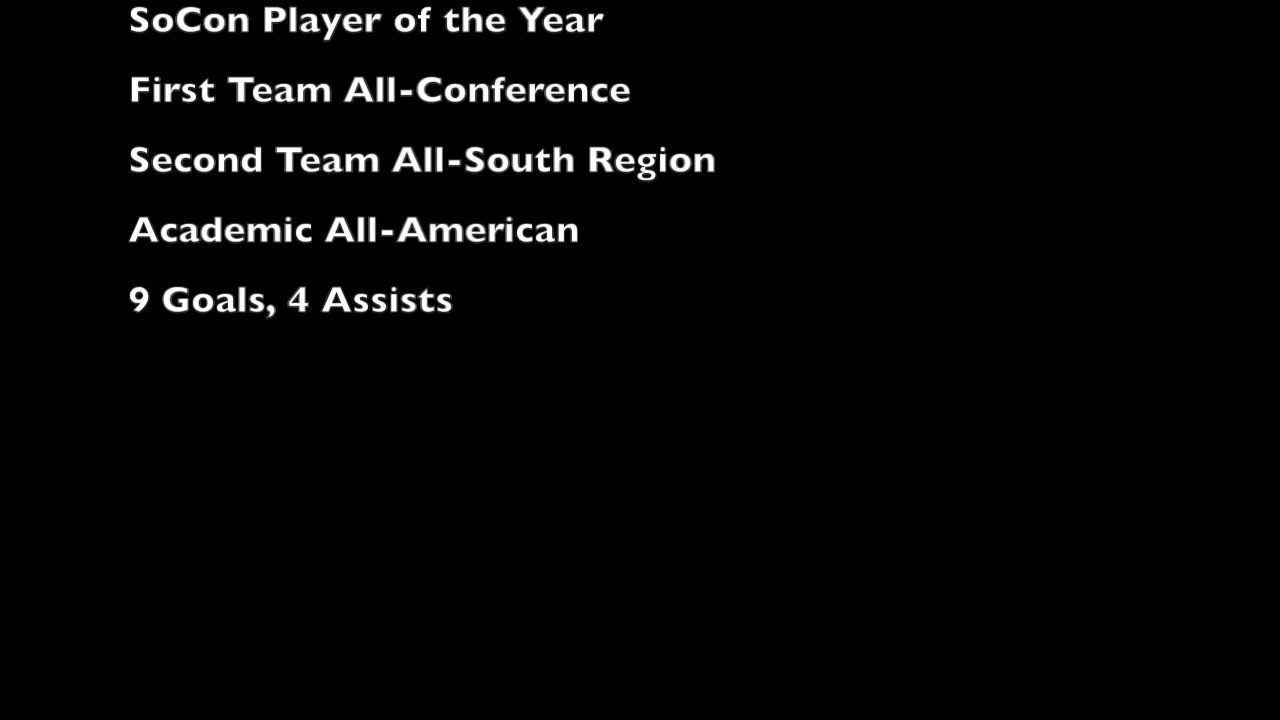 SoCon Player of the Year
First Team All-Conference
Second Team All-South Region
Academic All-American
9 Goals, 4 Assists